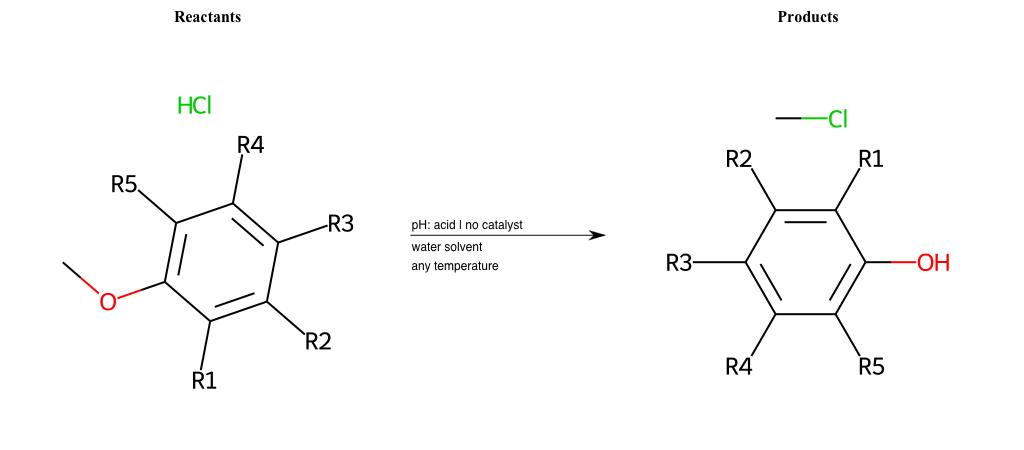 Reactants
Products
HCl
R4
R5
R3
O
R2
R1
pH: acid | no catalyst
water solvent
any temperature
Cl
R2
R1
R3
OH
R4
R5